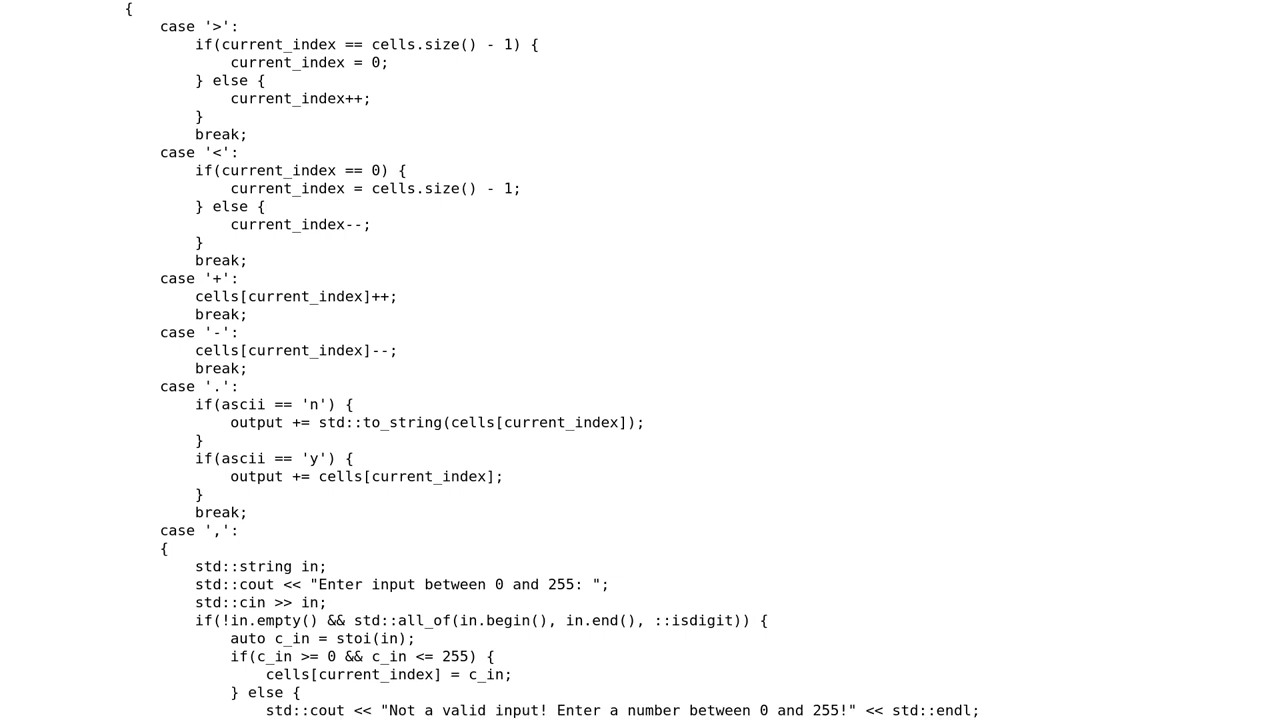 {
    case '>':
        if(current_index == cells.size() - 1) {
            current_index = 0;
        } else {
            current_index++;
        }
        break;
    case '<':
        if(current_index == 0) {
            current_index = cells.size() - 1;
        } else {
            current_index--;
        }
        break;
    case '+':
        cells[current_index]++;
        break;
    case '-':
        cells[current_index]--;
        break;
    case '.':
        if(ascii == 'n') {
            output += std::to_string(cells[current_index]);
        }
        if(ascii == 'y') {
            output += cells[current_index];
        }
        break;
    case ',':
    {
        std::string in;
        std::cout << "Enter input between 0 and 255: ";
        std::cin >> in;
        if(!in.empty() && std::all_of(in.begin(), in.end(), ::isdigit)) {
            auto c_in = stoi(in);
            if(c_in >= 0 && c_in <= 255) {
                cells[current_index] = c_in;
            } else {
                std::cout << "Not a valid input! Enter a number between 0 and 255!" << std::endl;